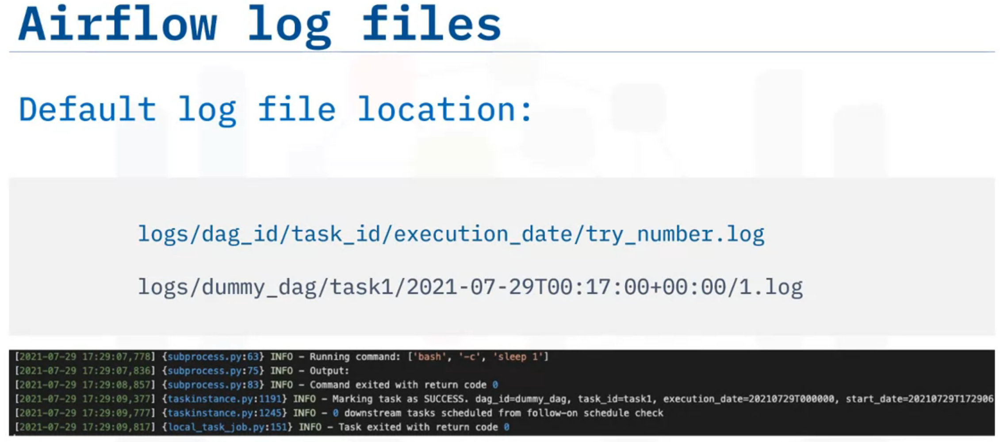 Airflow log files
Default log file location:
logs/dag_id/task_id/execution_date/try_number.log
logs/dummy_dag/task1/2021-07-29T00:17:00+00:00/1.log
[2021-07-29 17:29:07,778] {subprocess.py:63} INFO - Running command: ['bash', '-c', 'sleep 1']
[2021-07-29 17:29:07,836] {subprocess.py:75} INFO - Output:
[2021-07-29 17:29:08,857] {subprocess.py:83} INFO - Command exited with return code 0
[2021-07-29 17:29:09,377] {taskinstance.py:1191} INFO - Marking task as SUCCESS. dag_id=dummy_dag, task_id=task1, execution_date=20210729T000000, start_date=20210729T172906
[2021-07-29 17:29:09,777] {taskinstance.py:1245} INFO - 0 downstream tasks scheduled from follow-on schedule check
[2021-07-29 17:29:09,817] {local_task_job.py:151} INFO - Task exited with return code 0